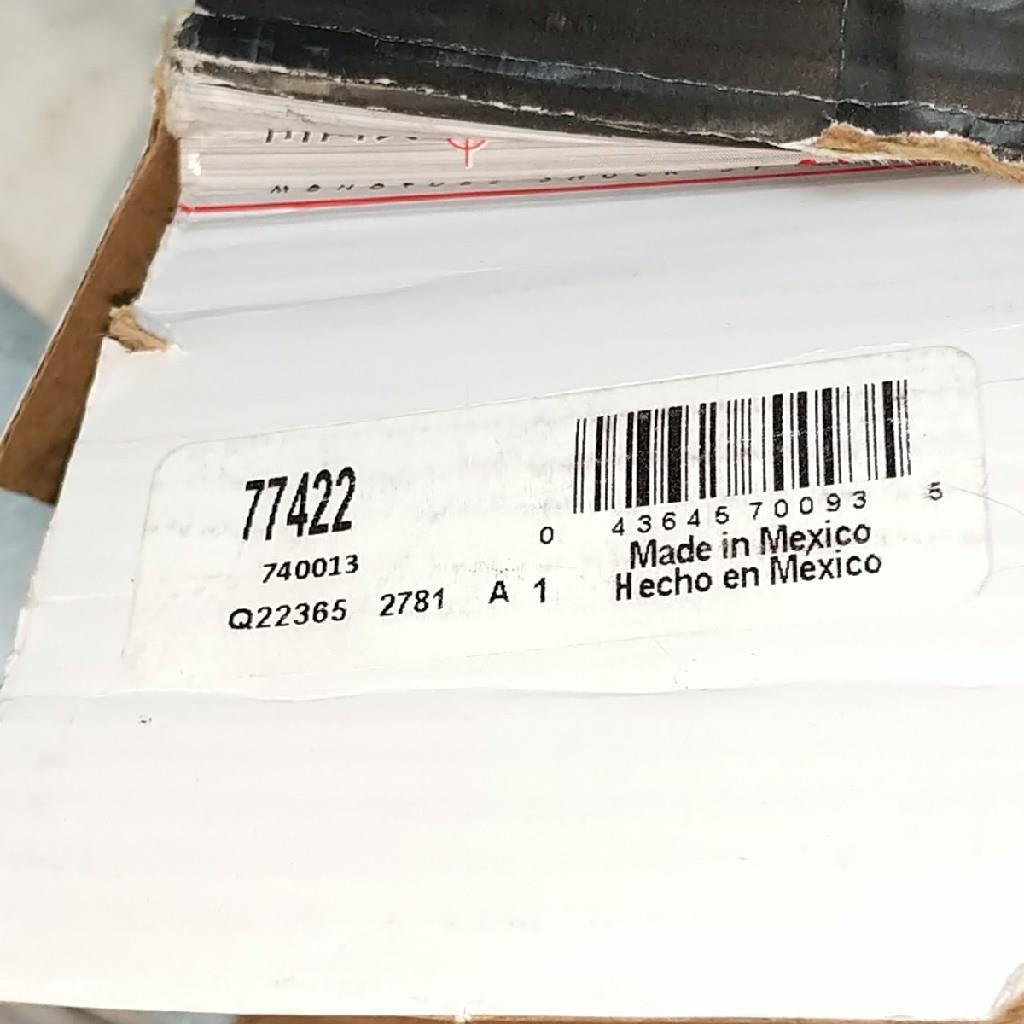 77422
740013
Q22365 2781 A 1
0 43645 70093 5
Made in Mexico
Hecho en Mexico